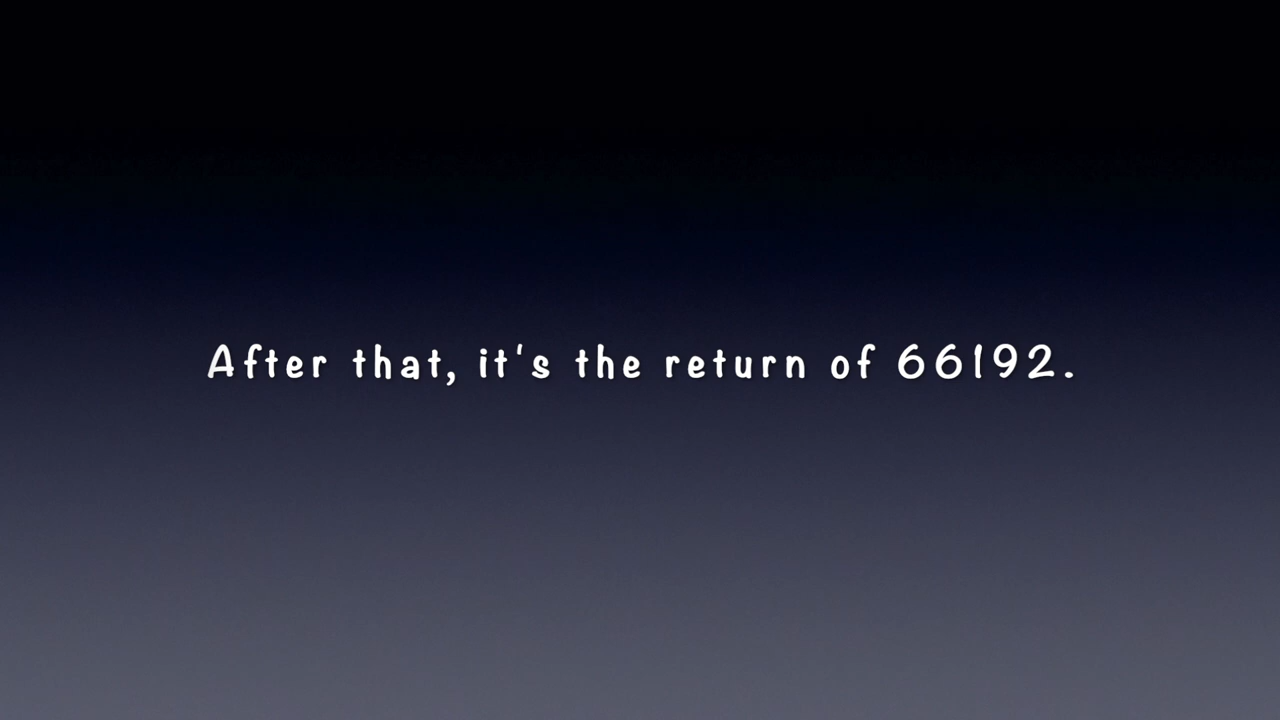 After that, it's the return of 66192.